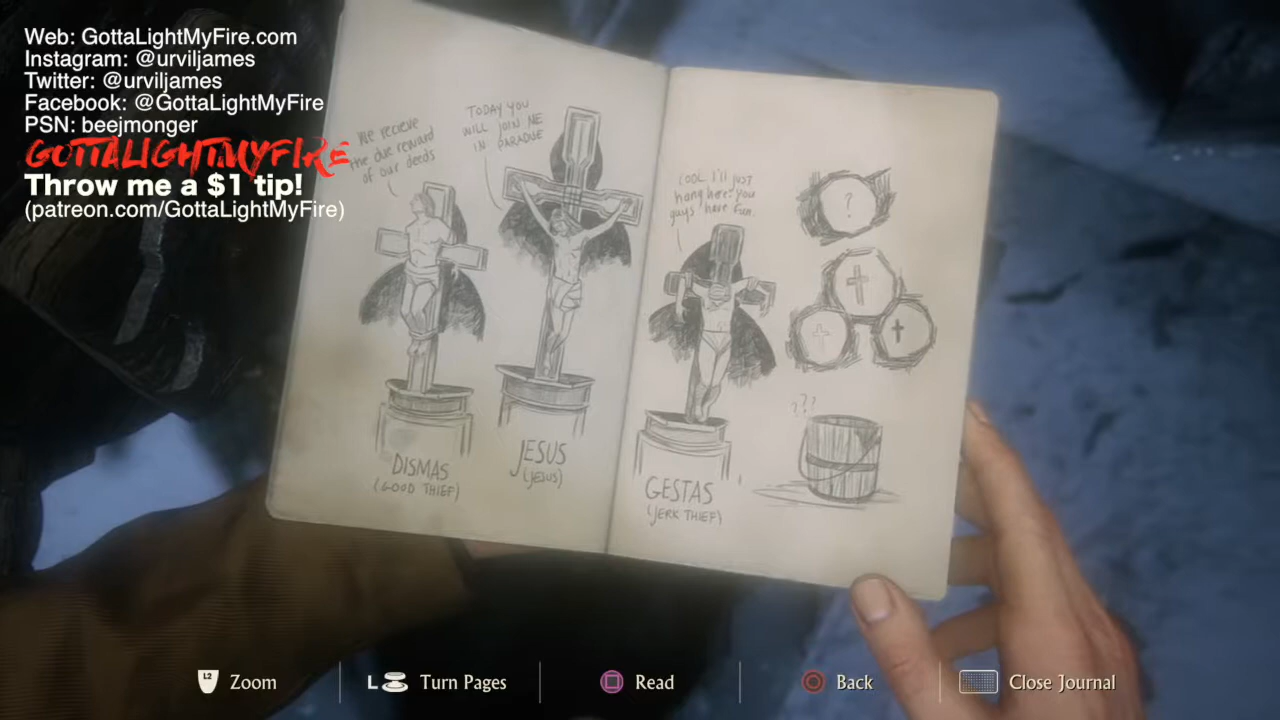 Web: GottaLightMyFire.com
Instagram: @urviljames
Twitter: @urviljames
Facebook: @GottaLightMyFire
PSN: beejmonger
GOTTALIGHTMYFIRE
Throw me a $1 tip!
(patreon.com/GottaLightMyFire)
We recieve
the due reward
of our deeds
TODAY YOU
WILL JOIN ME
IN PARADISE
COOL. I'll just
hang here. you
guys have fun.
?
DISMAS
(GOOD THIEF)
JESUS
(JESUS)
GESTAS
(JERK THIEF)
???
L2
Zoom
L
Turn Pages
Read
Back
Close Journal